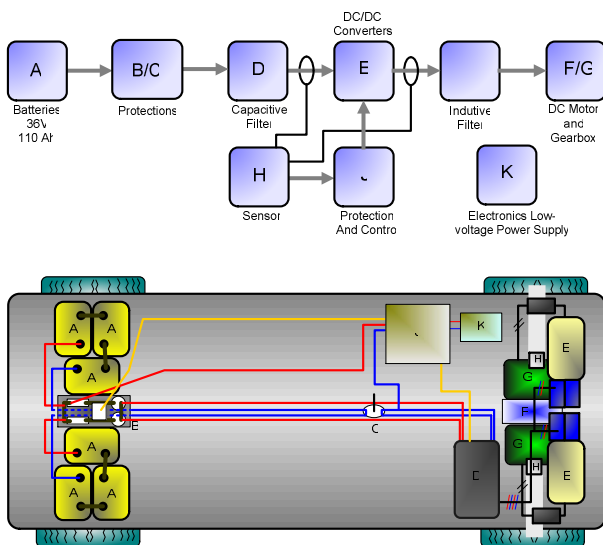 DC/DC
Converters
A
B/C
D
E
F/G
Batteries
36V
110 Ah
Protections
Capacitive
Filter
Indutive
Filter
DC Motor
and
Gearbox
H
J
K
Sensor
Protection
And Contro
Electronics Low-
voltage Power Supply
A A
A
J
K
E
H
G
F
C
A
G
H
A A
E